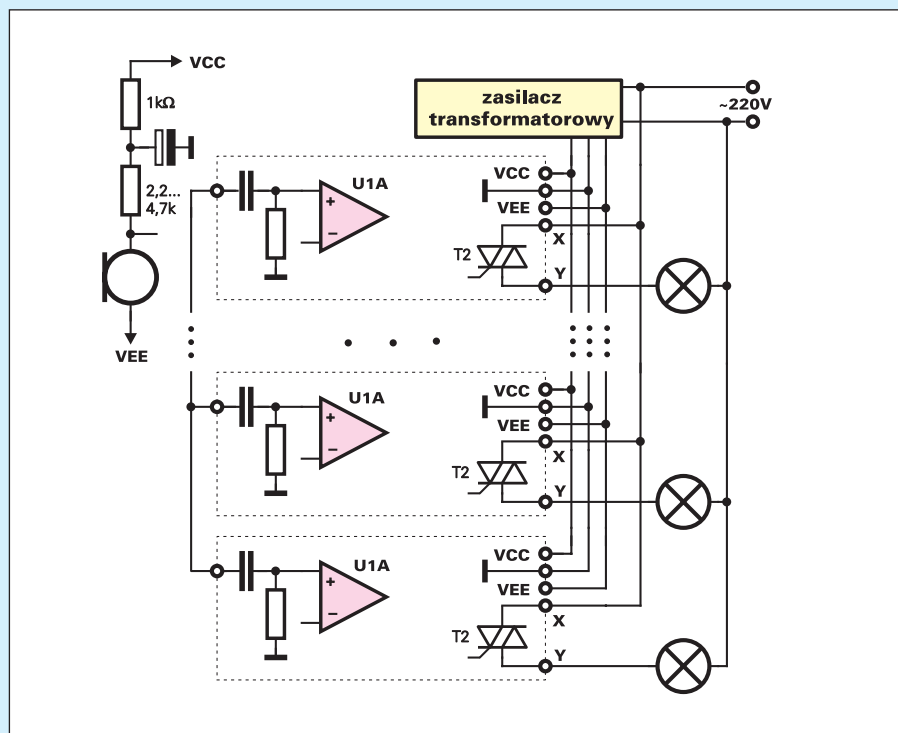 VCC
1kΩ
2,2...
4,7k
VEE
zasilacz
transformatorowy
~220V
U1A
+
−
VCC
VEE
X
T2
Y
U1A
+
−
VCC
VEE
X
T2
Y
U1A
+
−
VCC
VEE
X
T2
Y